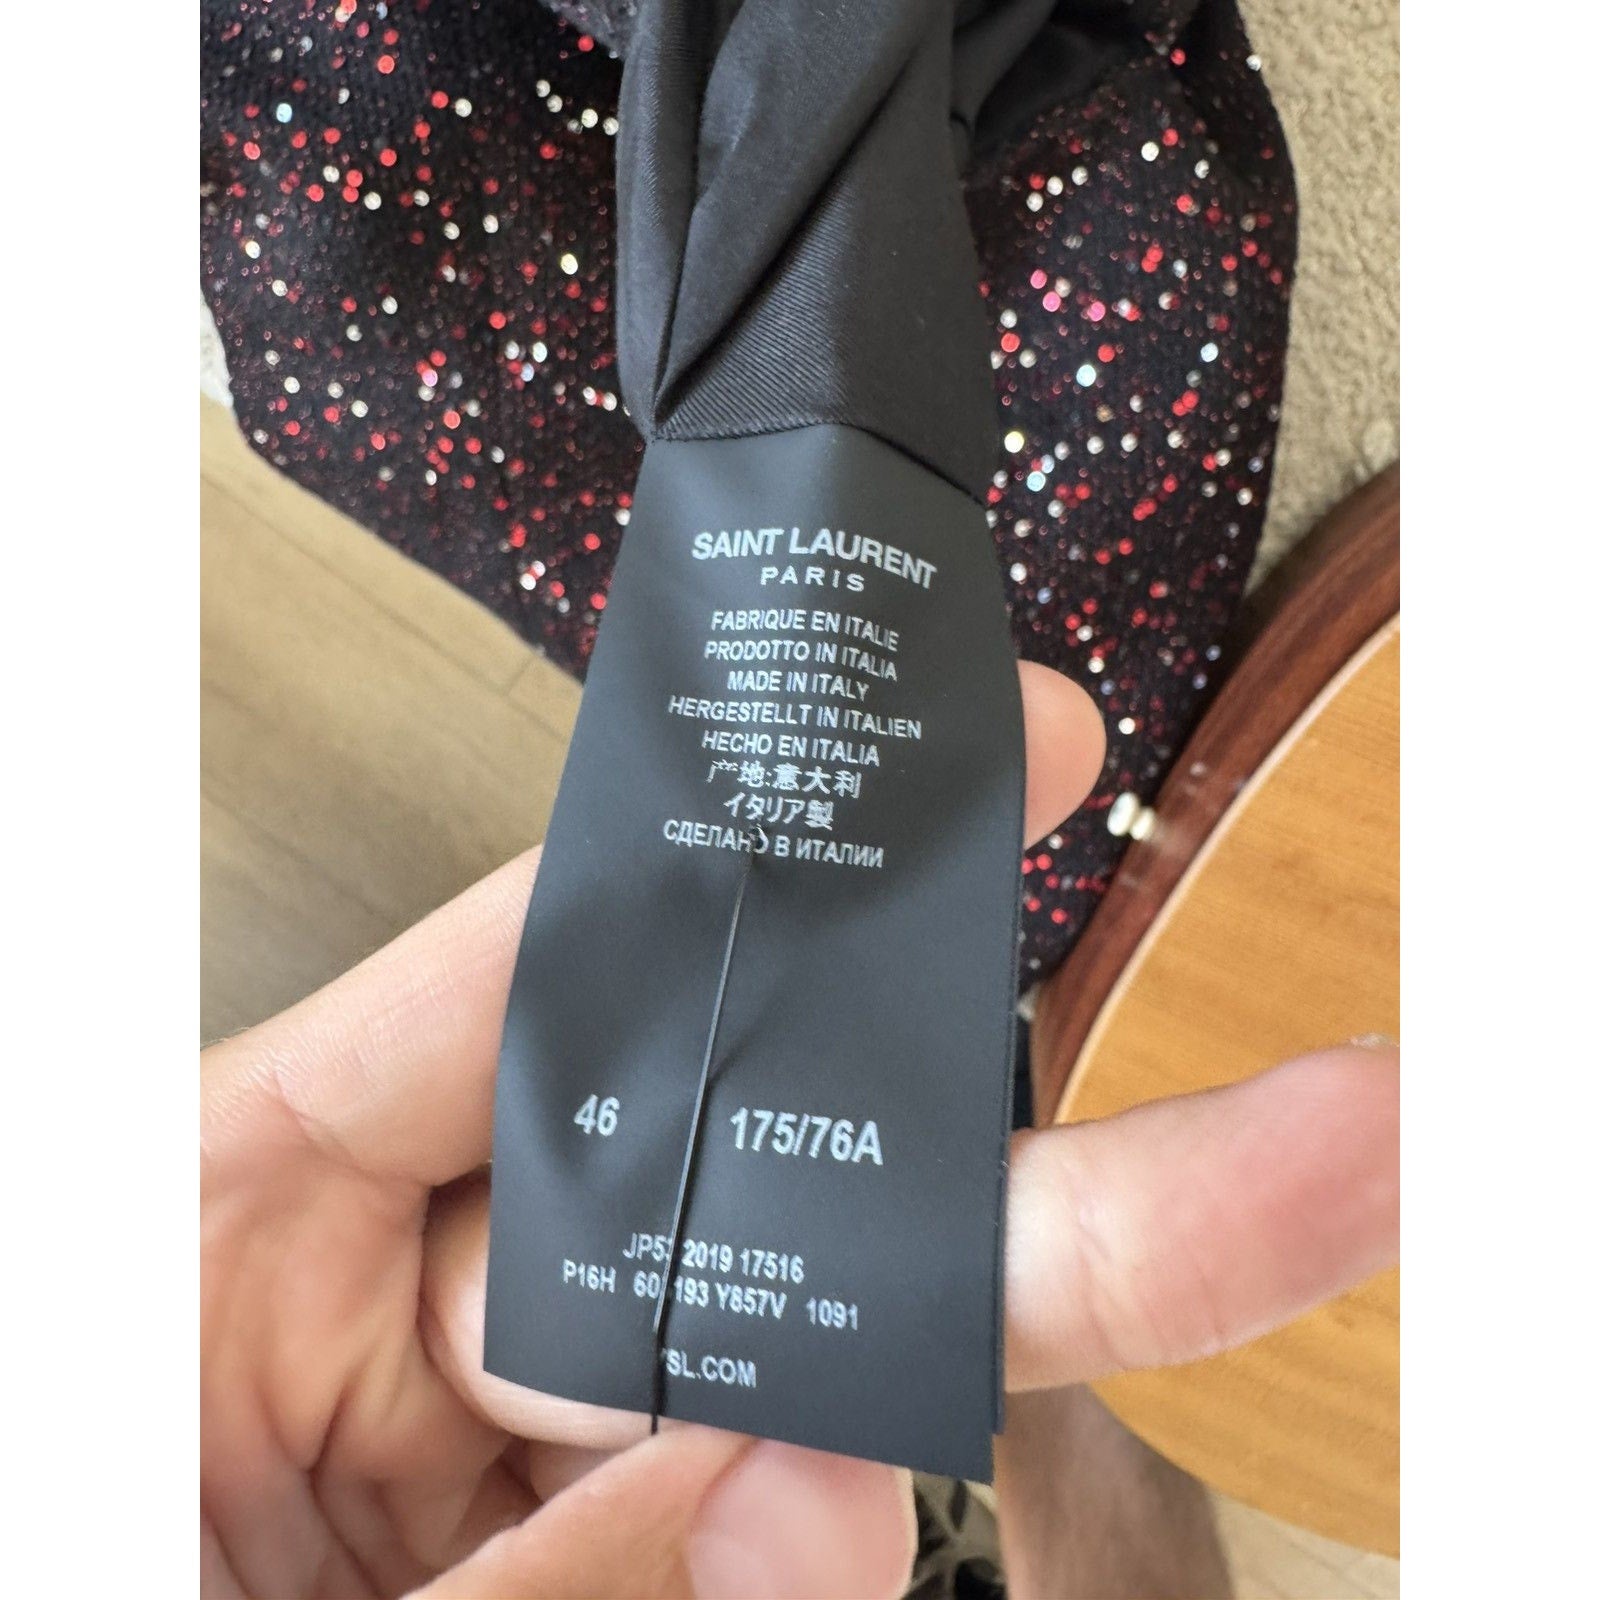 SAINT LAURENT
PARIS
FABRIQUE EN ITALIE
PRODOTTO IN ITALIA
MADE IN ITALY
HERGESTELLT IN ITALIEN
HECHO EN ITALIA
产地:意大利
イタリア製
СДЕЛАНО В ИТАЛИИ
46 175/76A
2019 17516
P16H Y857V 1091